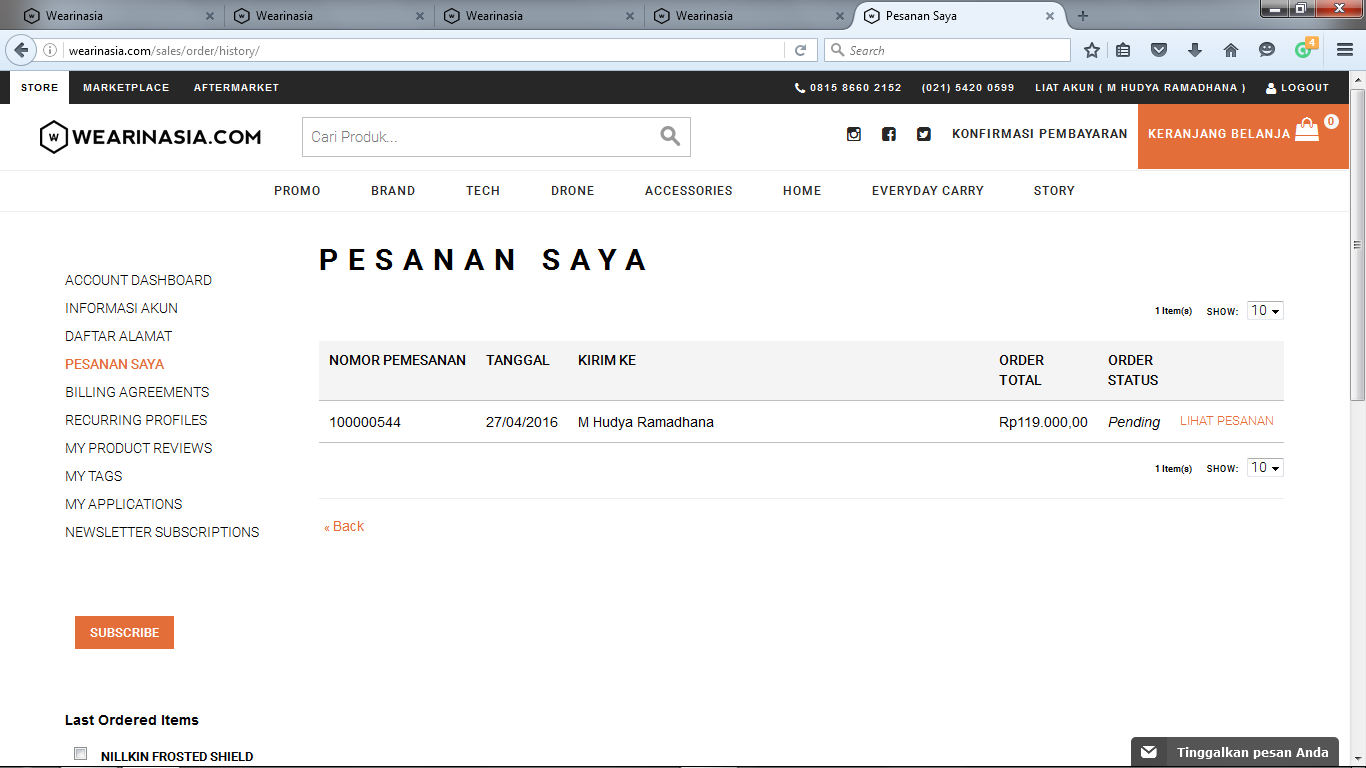 Wearinasia
Wearinasia
Wearinasia
Wearinasia
Pesanan Saya
wearinasia.com/sales/order/history/
Search
4
STORE MARKETPLACE AFTERMARKET
0815 8660 2152 (021) 5420 0599 LIAT AKUN ( M HUDYA RAMADHANA ) LOGOUT
W WEARINASIA.COM
Cari Produk...
KONFIRMASI PEMBAYARAN
KERANJANG BELANJA 0
PROMO BRAND TECH DRONE ACCESSORIES HOME EVERYDAY CARRY STORY
ACCOUNT DASHBOARD
INFORMASI AKUN
DAFTAR ALAMAT
PESANAN SAYA
BILLING AGREEMENTS
RECURRING PROFILES
MY PRODUCT REVIEWS
MY TAGS
MY APPLICATIONS
NEWSLETTER SUBSCRIPTIONS
SUBSCRIBE
Last Ordered Items
NILLKIN FROSTED SHIELD
PESANAN SAYA
1 Item(s) SHOW: 10
NOMOR PEMESANAN TANGGAL KIRIM KE ORDER TOTAL ORDER STATUS
100000544 27/04/2016 M Hudya Ramadhana Rp119.000,00 Pending LIHAT PESANAN
1 Item(s) SHOW: 10
« Back
Tinggalkan pesan Anda